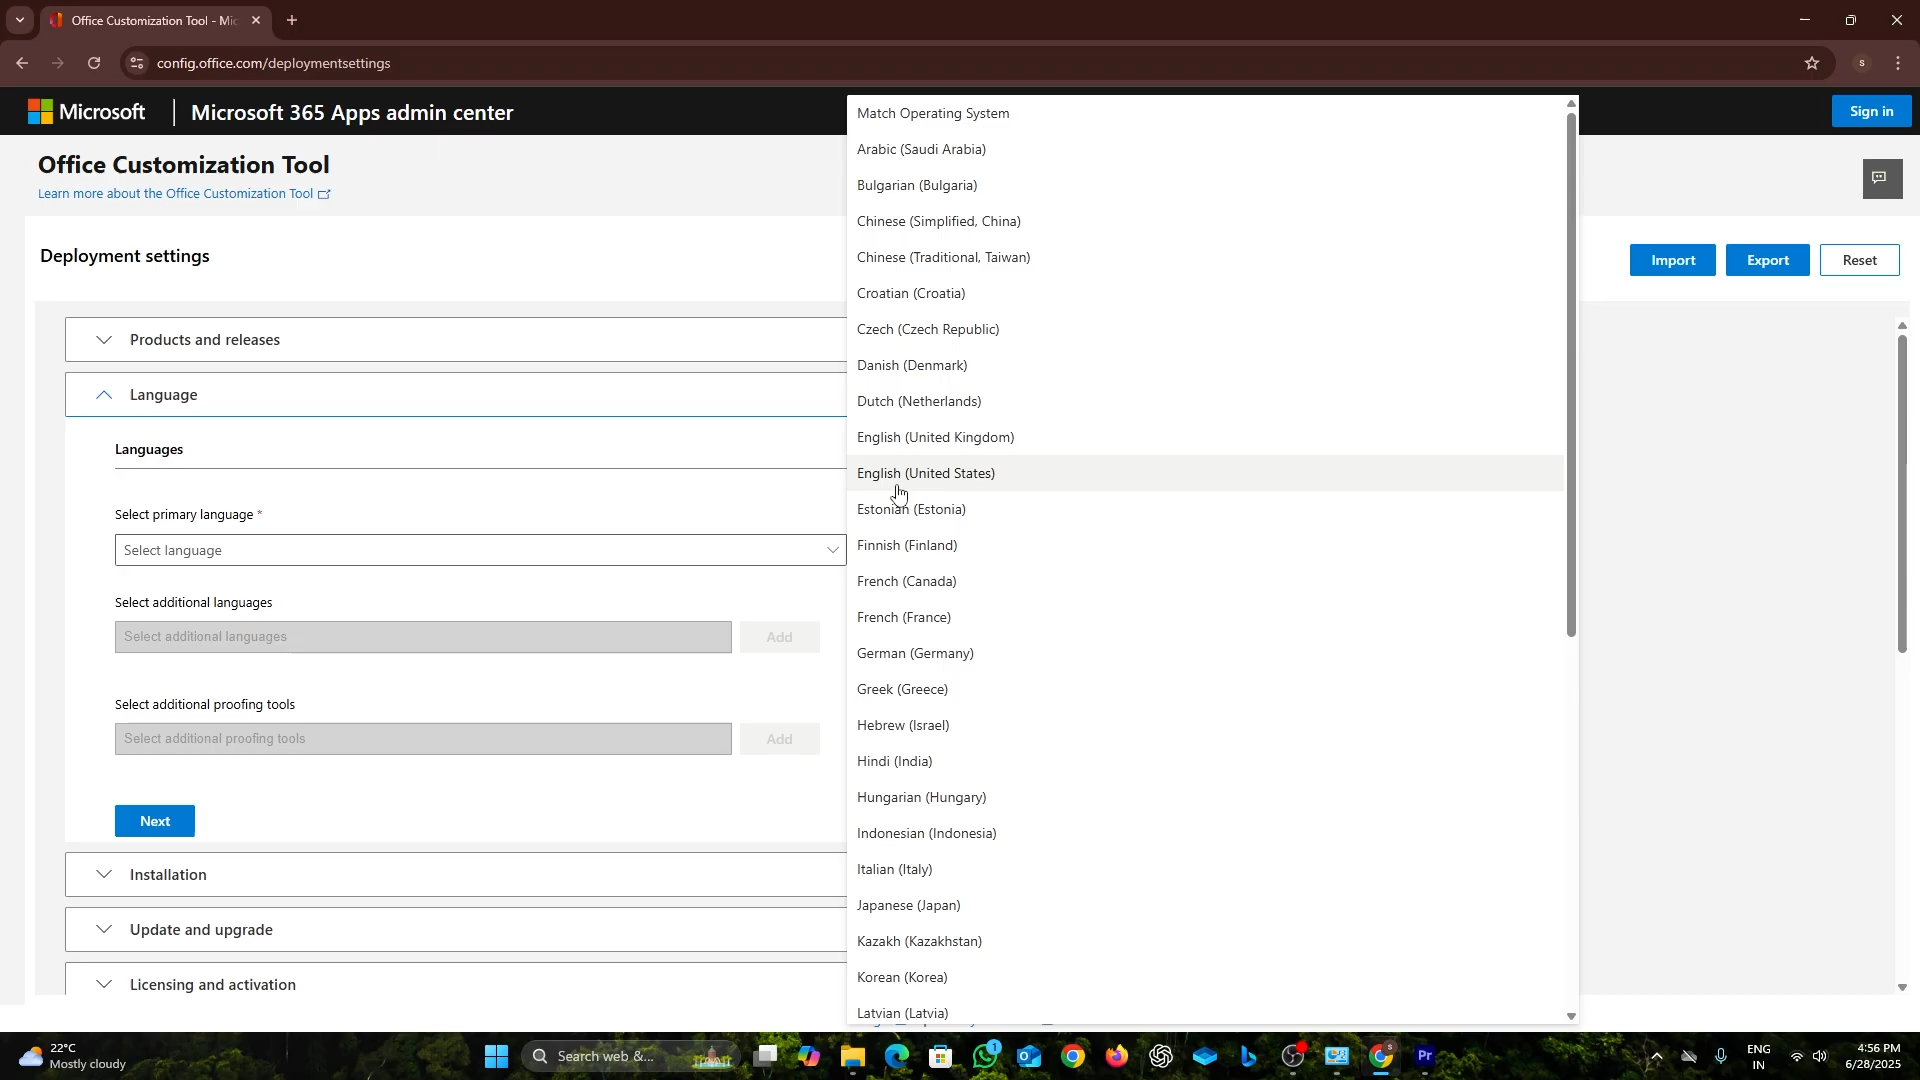 Office Customization Tool - Mic
config.office.com/deploymentsettings
s
Microsoft
Microsoft 365 Apps admin center
Sign in
Office Customization Tool
Learn more about the Office Customization Tool
Deployment settings
Import
Export
Reset
Products and releases
Language
Languages
Select primary language *
Select language
Select additional languages
Select additional languages
Add
Select additional proofing tools
Select additional proofing tools
Add
Next
Installation
Update and upgrade
Licensing and activation
Match Operating System
Arabic (Saudi Arabia)
Bulgarian (Bulgaria)
Chinese (Simplified, China)
Chinese (Traditional, Taiwan)
Croatian (Croatia)
Czech (Czech Republic)
Danish (Denmark)
Dutch (Netherlands)
English (United Kingdom)
English (United States)
Estonian (Estonia)
Finnish (Finland)
French (Canada)
French (France)
German (Germany)
Greek (Greece)
Hebrew (Israel)
Hindi (India)
Hungarian (Hungary)
Indonesian (Indonesia)
Italian (Italy)
Japanese (Japan)
Kazakh (Kazakhstan)
Korean (Korea)
Latvian (Latvia)
22°C
Mostly cloudy
Search web &...
1
Pr
ENG
IN
4:56 PM
6/28/2025